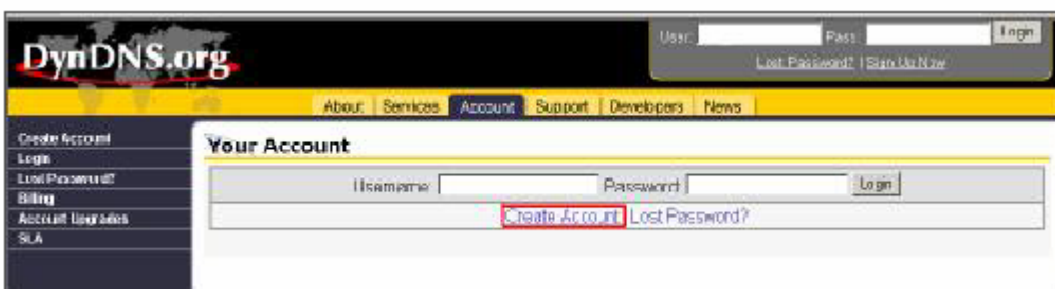 DynDNS.org
User: Pass: Login
Lost Password? | Sign Up Now
About Services Account Support Developers News
Create Account
Login
Lost Password?
Billing
Account Upgrades
SLA
Your Account
Username Password Login
Create Account Lost Password?